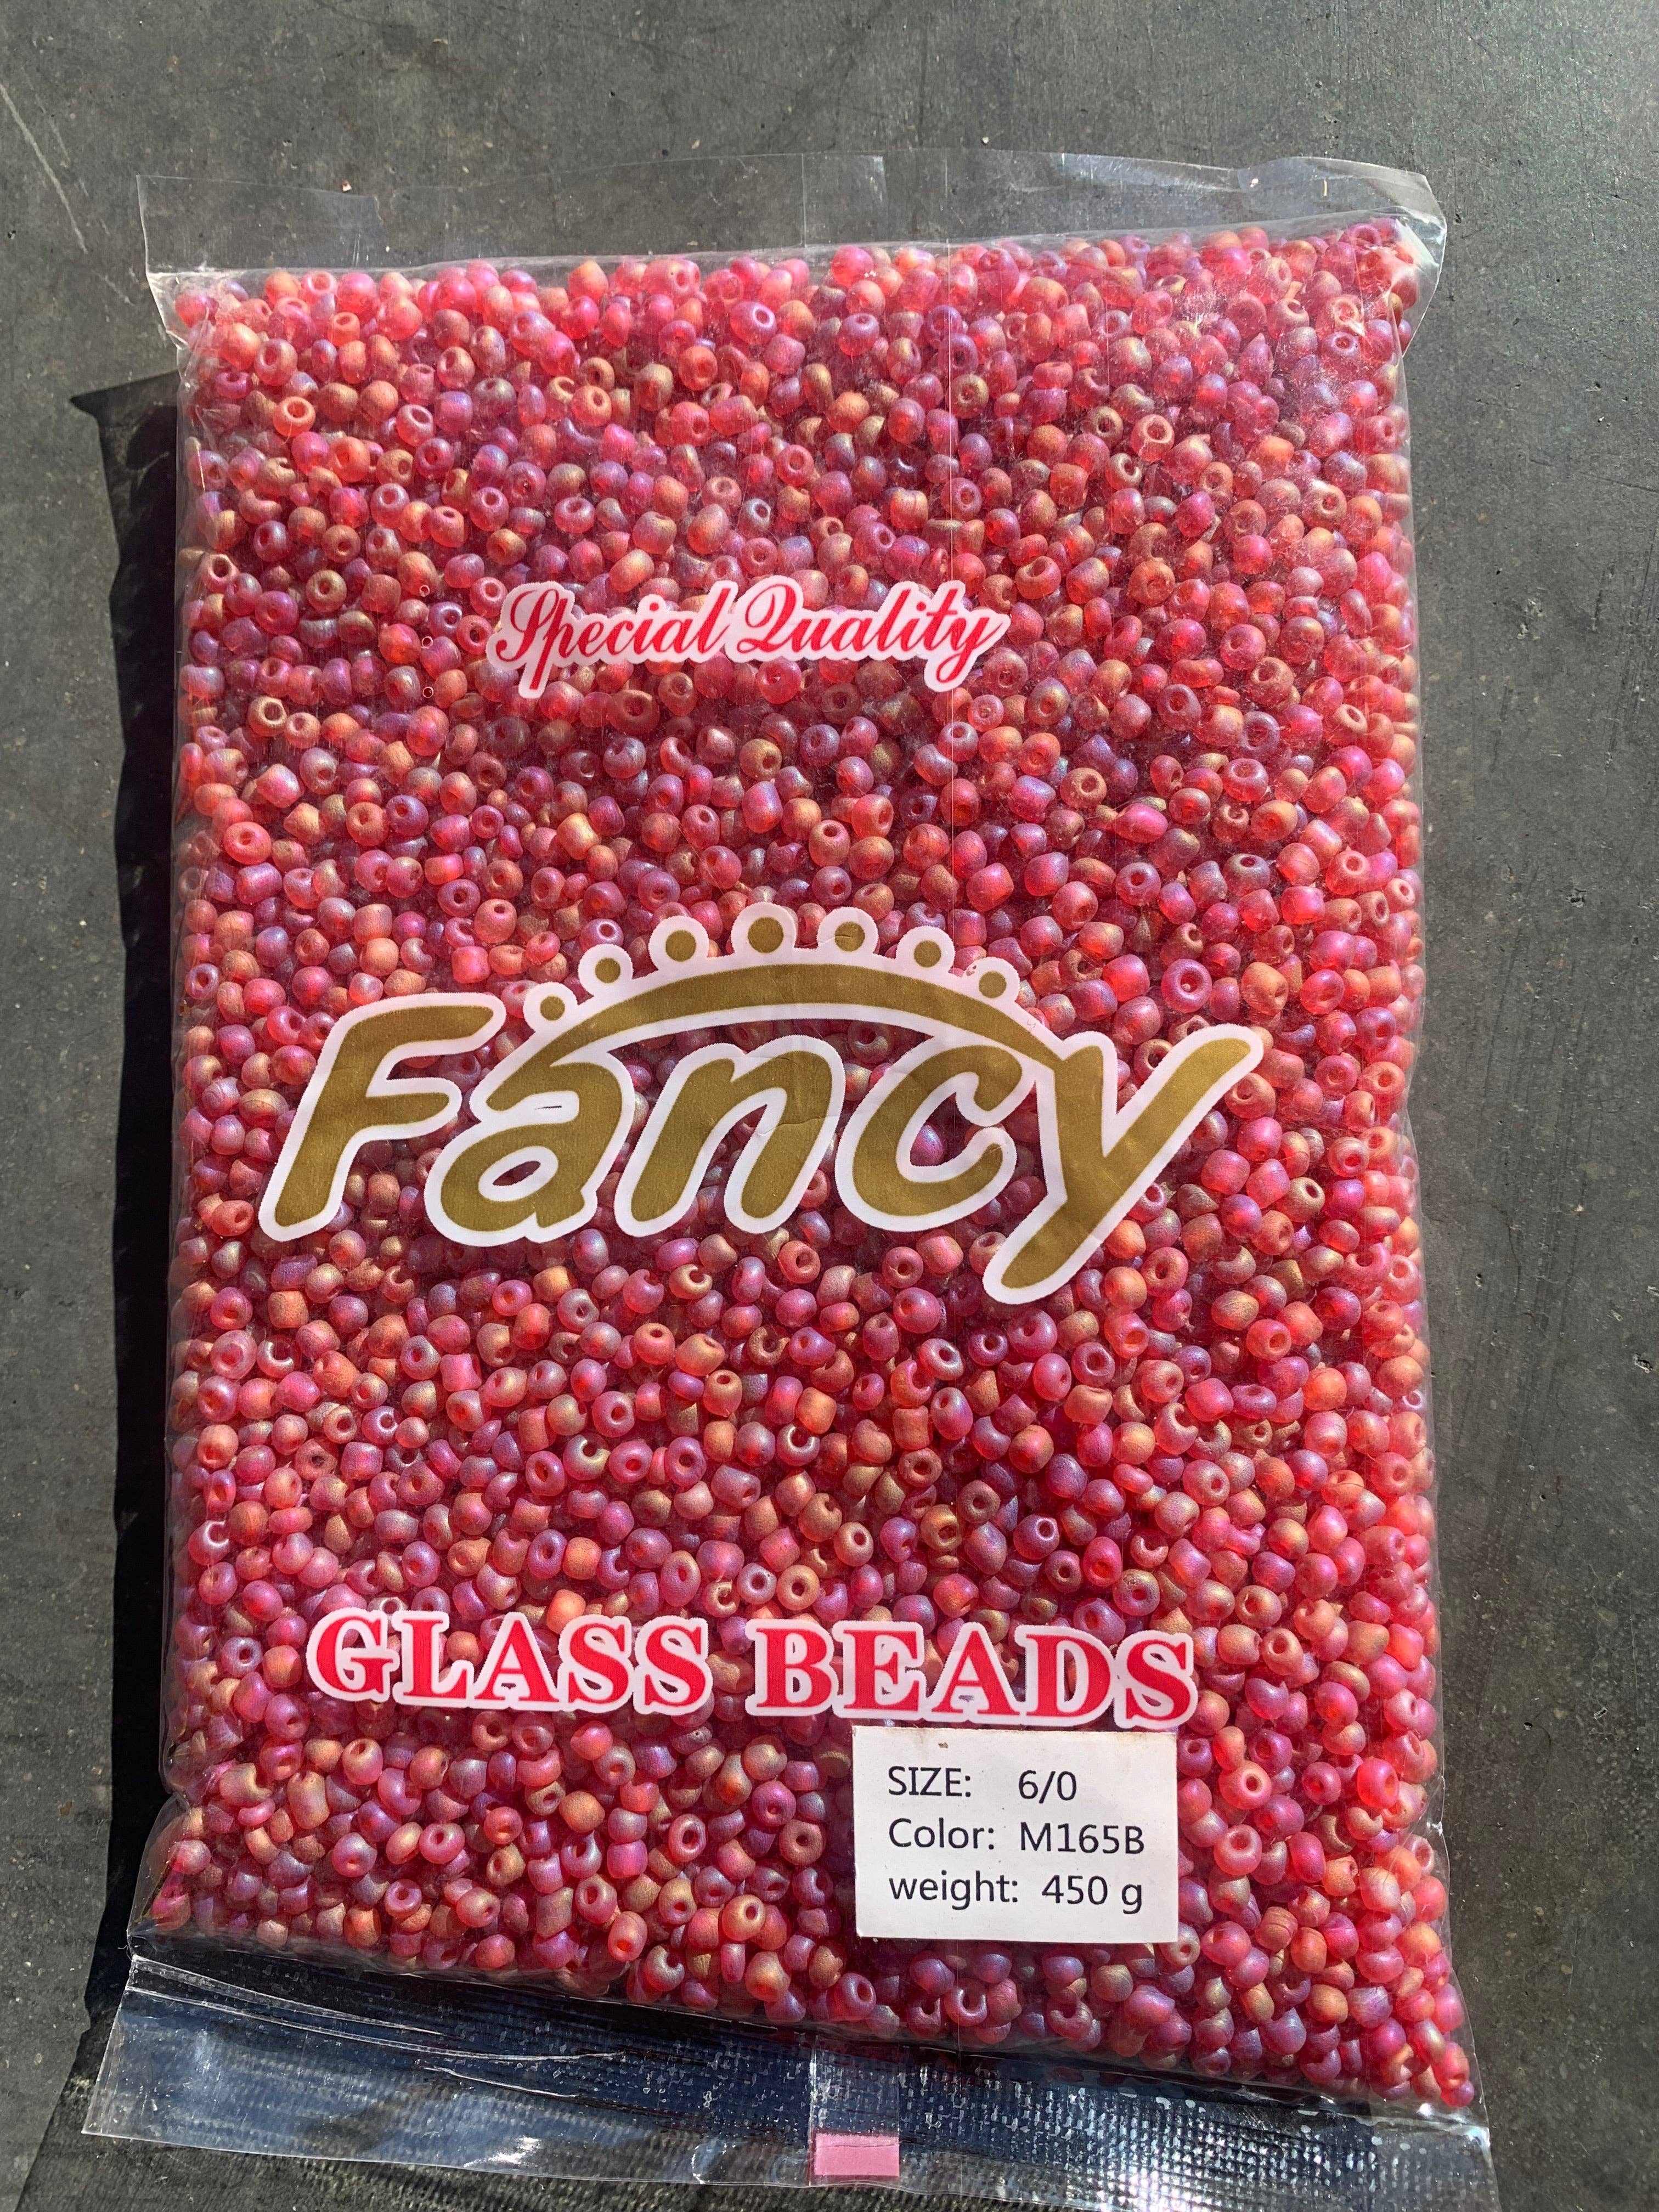 Special Quality
Fancy
GLASS BEADS
SIZE: 6/0
Color: M165B
weight: 450 g